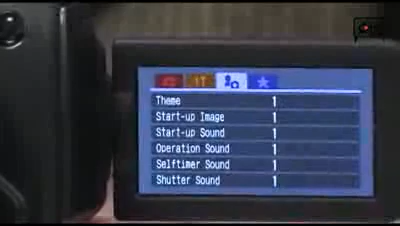 Theme 1
Start-up Image 1
Start-up Sound 1
Operation Sound 1
Selftimer Sound 1
Shutter Sound 1